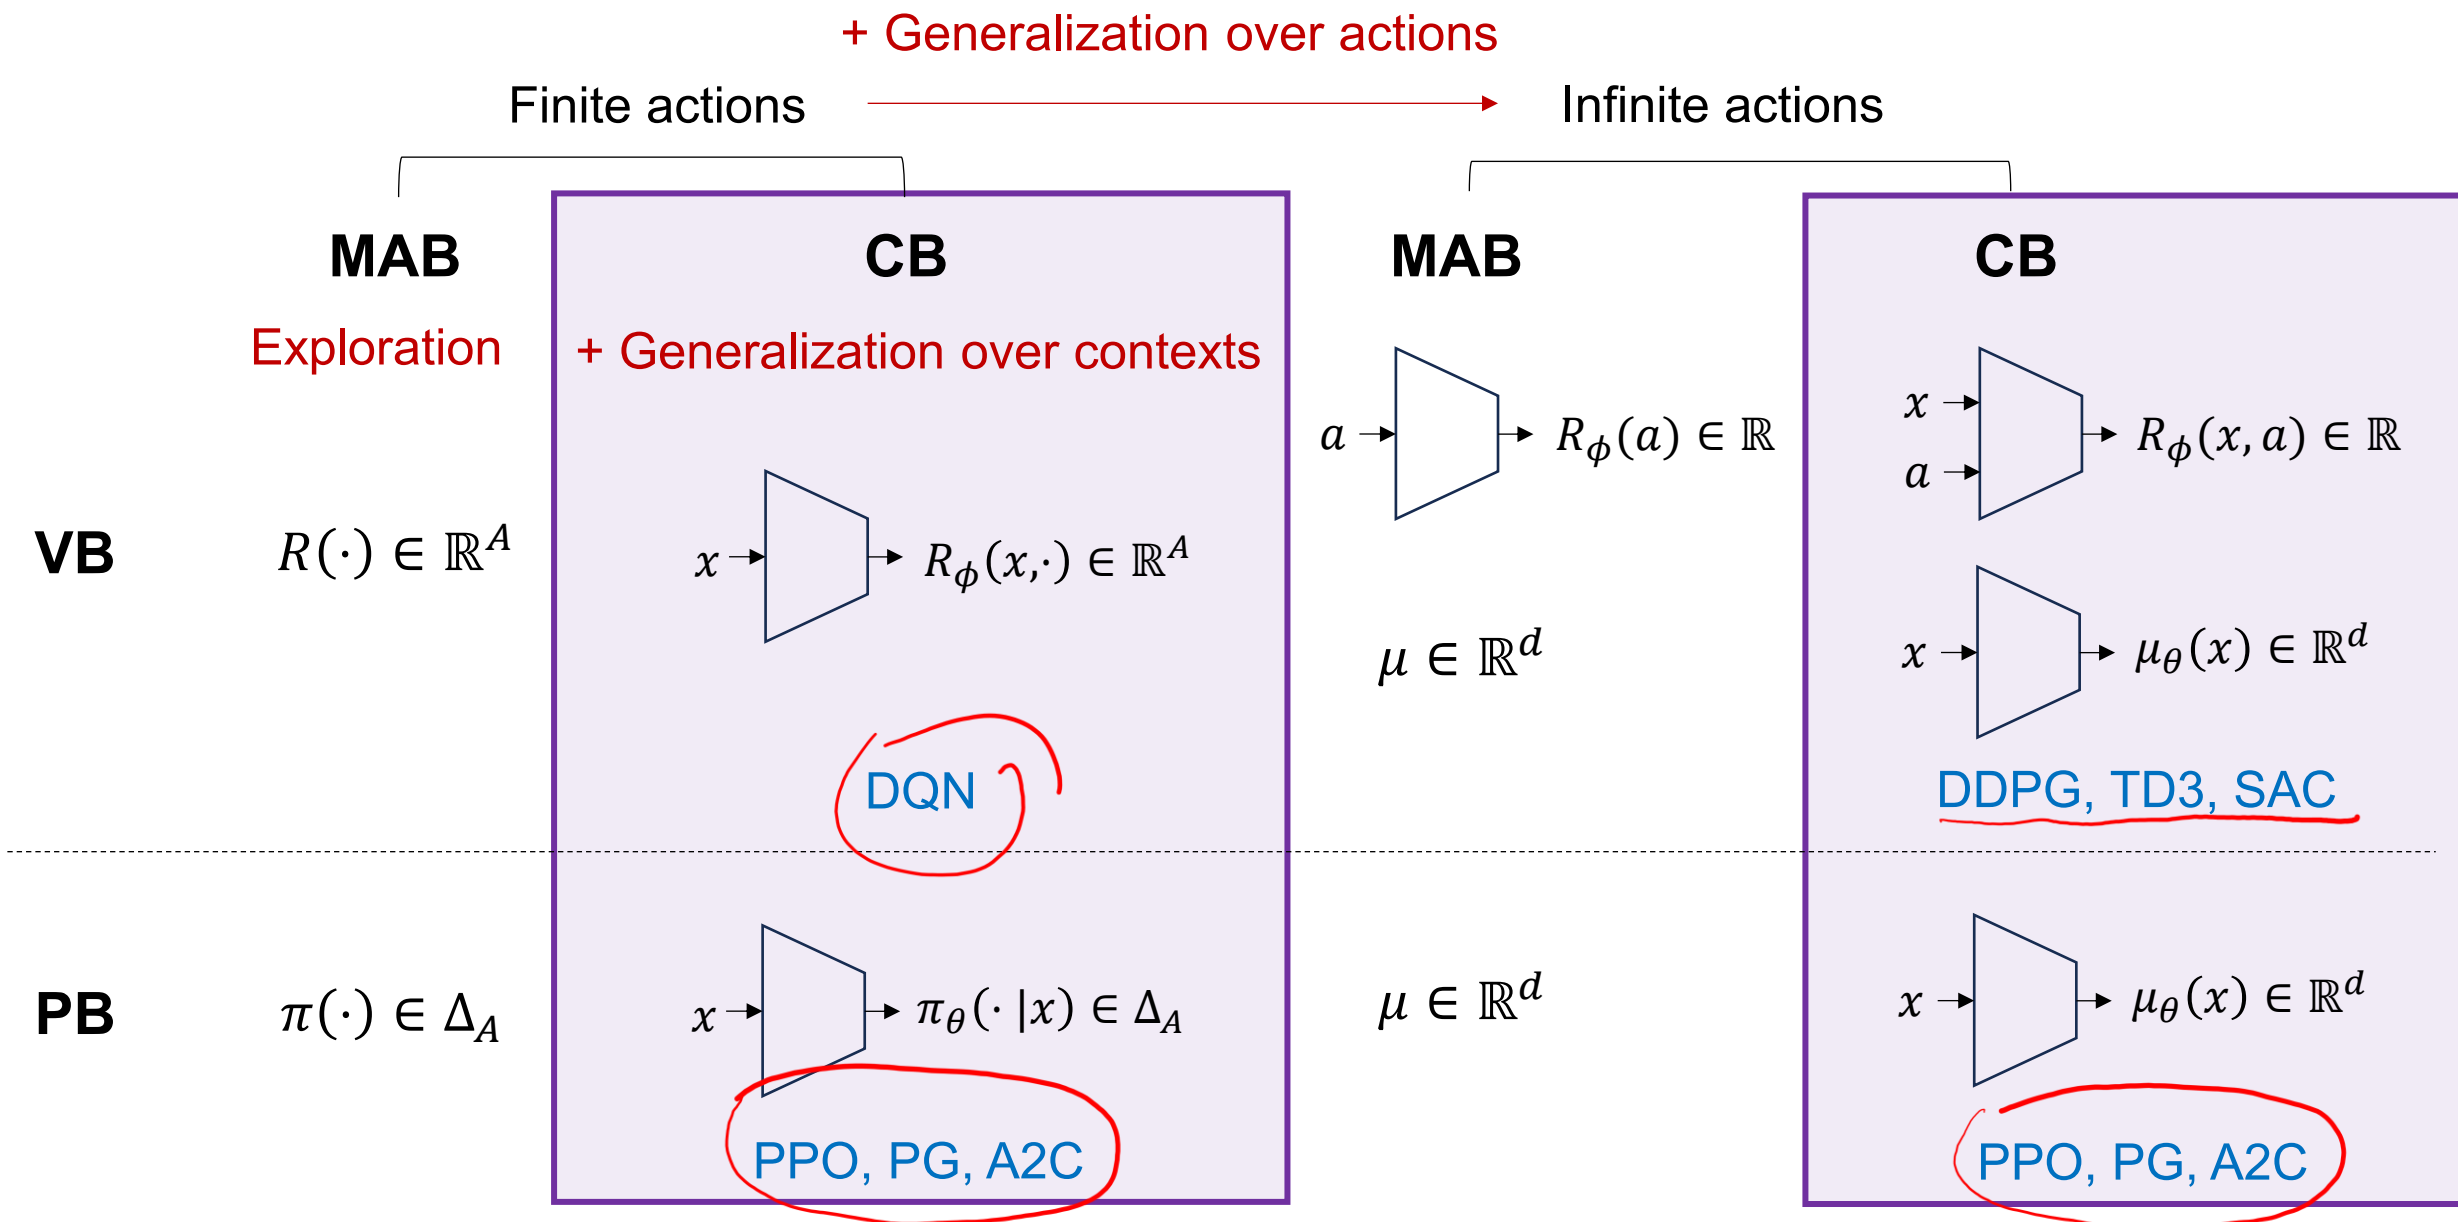 + Generalization over actions
Finite actions
Infinite actions
MAB
CB
MAB
CB
Exploration
+ Generalization over contexts
VB
R(·) ∈ ℝ^A
x
R_ϕ(x,·) ∈ ℝ^A
a
R_ϕ(a) ∈ ℝ
x
a
R_ϕ(x, a) ∈ ℝ
μ ∈ ℝ^d
x
μ_θ(x) ∈ ℝ^d
DQN
DDPG, TD3, SAC
PB
π(·) ∈ Δ_A
x
π_θ(· |x) ∈ Δ_A
μ ∈ ℝ^d
x
μ_θ(x) ∈ ℝ^d
PPO, PG, A2C
PPO, PG, A2C